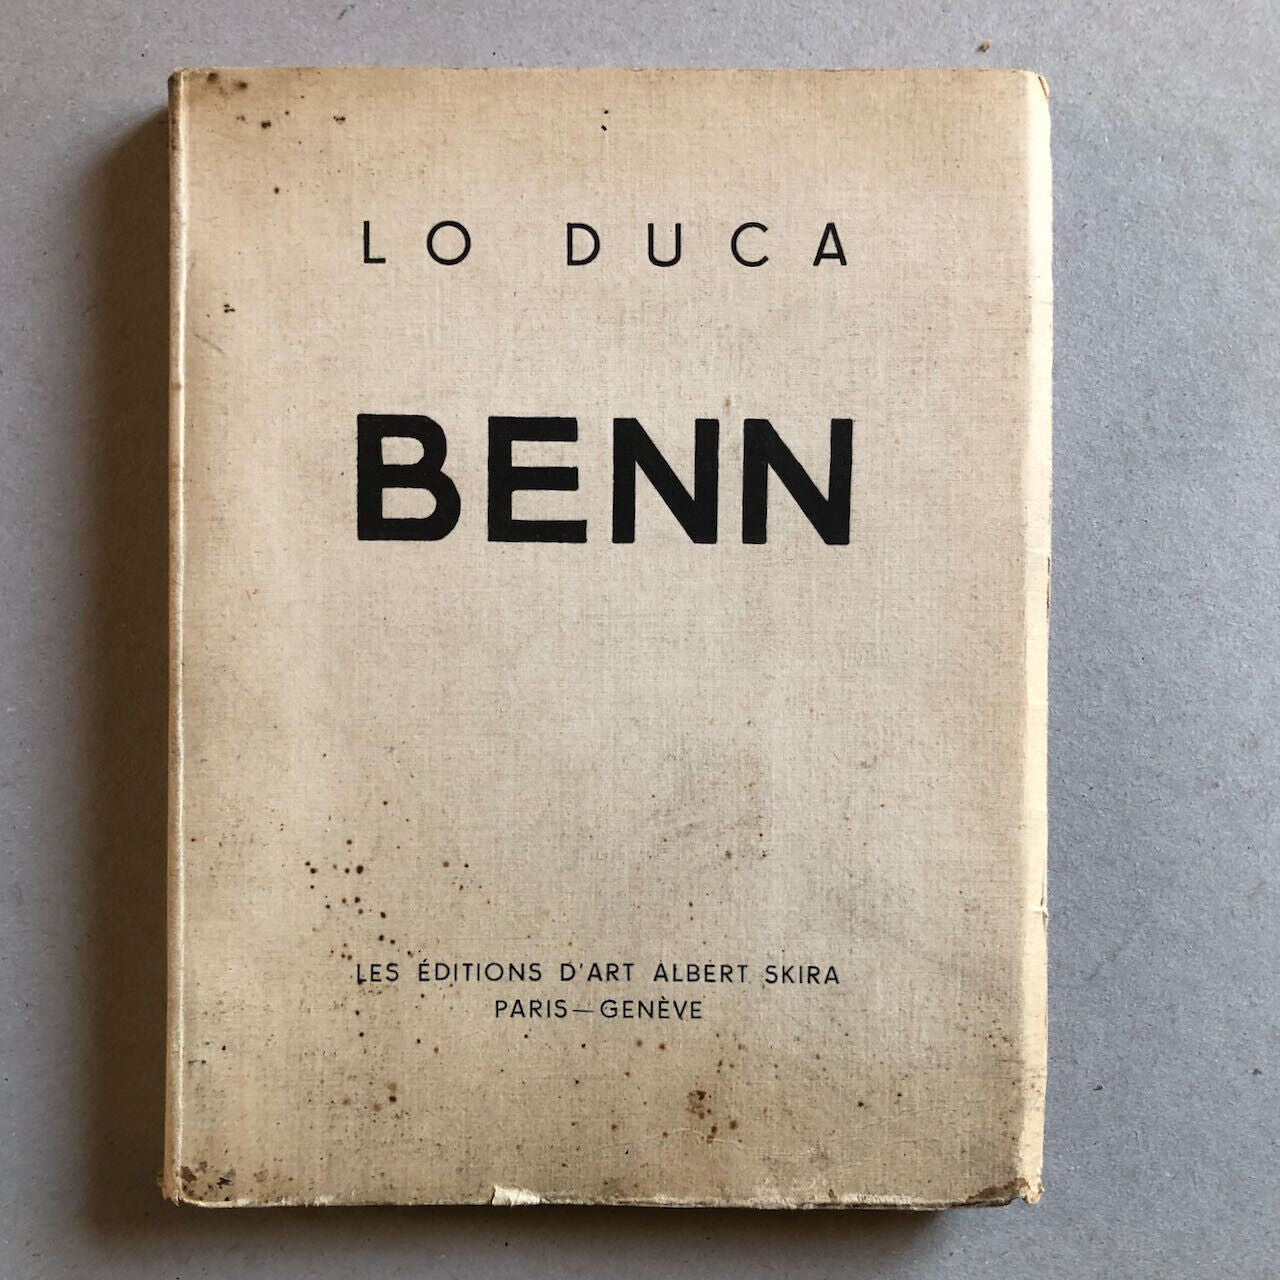 LO DUCA
BENN
LES ÉDITIONS D'ART ALBERT SKIRA
PARIS—GENÈVE